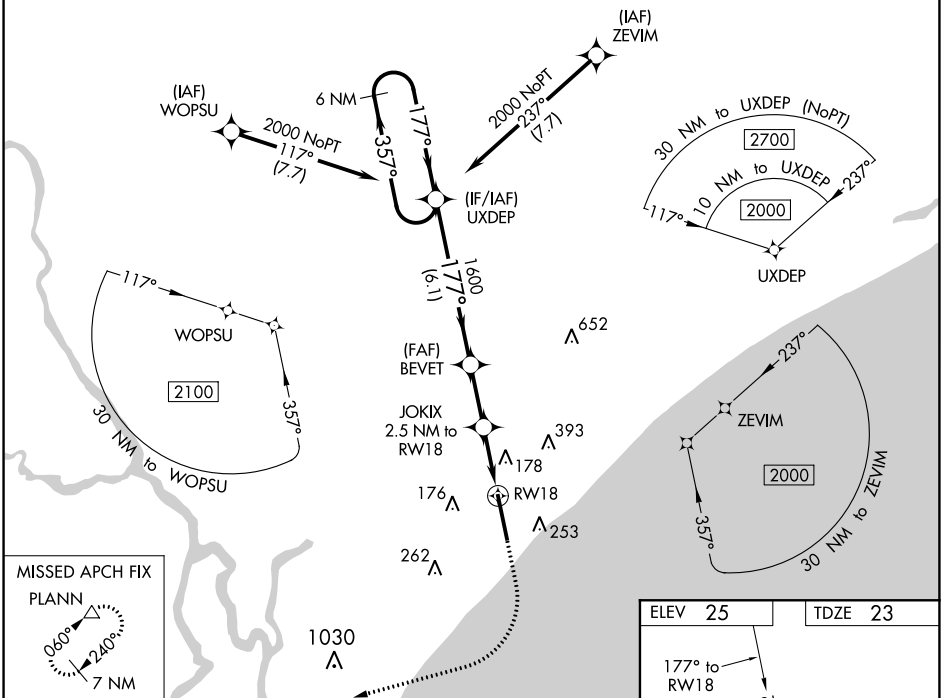 (IAF)
ZEVIM
(IAF)
WOPSU
6 NM
2000 NoPT
117°
(7.7)
357°
177°
2000 NoPT
237°
(7.7)
(IF/IAF)
UXDEP
30 NM to UXDEP (NoPT)
2700
10 NM to UXDEP
2000
117°
237°
UXDEP
1600
177°
(6.1)
117°
WOPSU
2100
357°
30 NM to WOPSU
652
(FAF)
BEVET
JOKIX
2.5 NM to
RW18
393
178
176
RW18
253
262
237°
ZEVIM
2000
357°
30 NM to ZEVIM
MISSED APCH FIX
PLANN
060°
240°
7 NM
1030
ELEV 25
TDZE 23
177° to
RW18